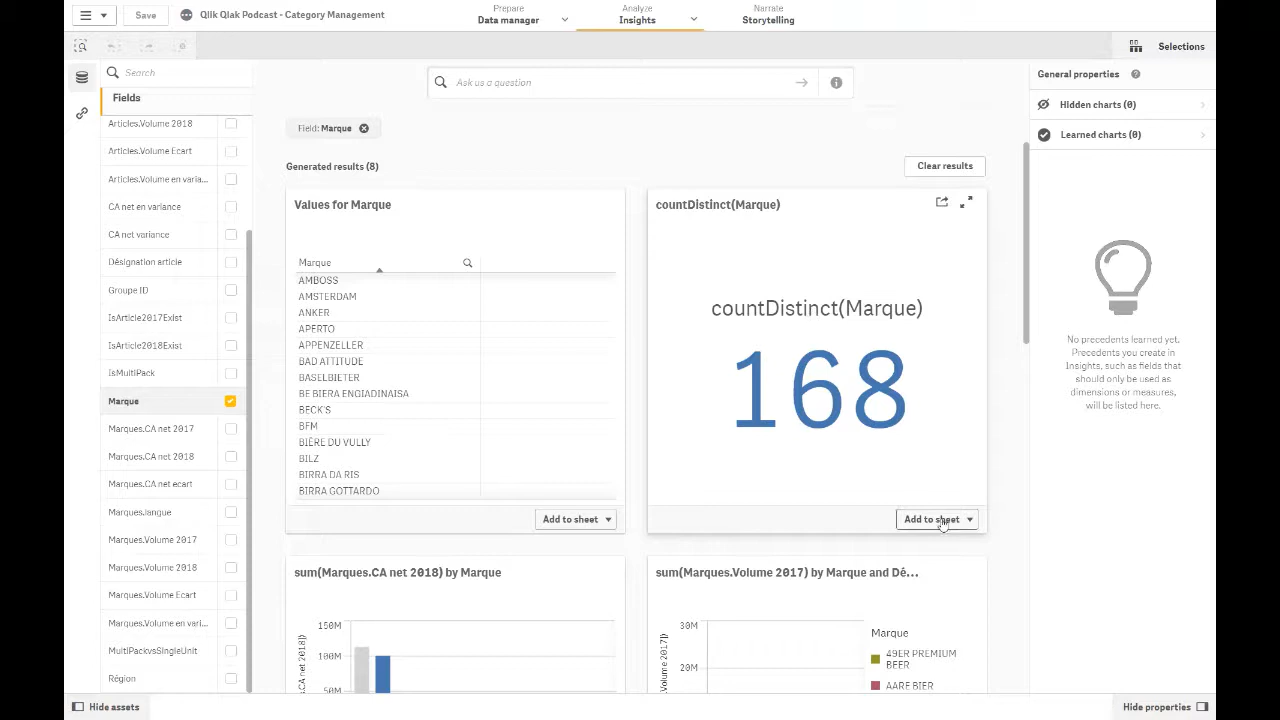 Save
Qlik Qlak Podcast - Category Management
Prepare
Data manager
Analyze
Insights
Narrate
Storytelling
Selections
Search
Fields
Articles.Volume 2018
Articles.Volume Ecart
Articles.Volume en varia...
CA net en variance
CA net variance
Désignation article
Groupe ID
IsArticle2017Exist
IsArticle2018Exist
IsMultiPack
Marque
Marques.CA net 2017
Marques.CA net 2018
Marques.CA net ecart
Marques.langue
Marques.Volume 2017
Marques.Volume 2018
Marques.Volume Ecart
Marques.Volume en vari...
MultiPackvsSingleUnit
Région
Hide assets
Ask us a question
Field: Marque
Generated results (8)
Clear results
Values for Marque
Marque
AMBOSS
AMSTERDAM
ANKER
APERTO
APPENZELLER
BAD ATTITUDE
BASELBIETER
BE BIERA ENGIADINAISA
BECK'S
BFM
BIÈRE DU VULLY
BILZ
BIRRA DA RIS
BIRRA GOTTARDO
Add to sheet
countDistinct(Marque)
countDistinct(Marque)
168
Add to sheet
sum(Marques.CA net 2018) by Marque
150M
100M
50M
CA net 2018)
sum(Marques.Volume 2017) by Marque and Dé...
30M
20M
.Volume 2017)
Marque
49ER PREMIUM
BEER
AARE BIER
General properties
Hidden charts (0)
Learned charts (0)
No precedents learned yet.
Precedents you create in
Insights, such as fields that
should only be used as
dimensions or measures,
will be listed here.
Hide properties